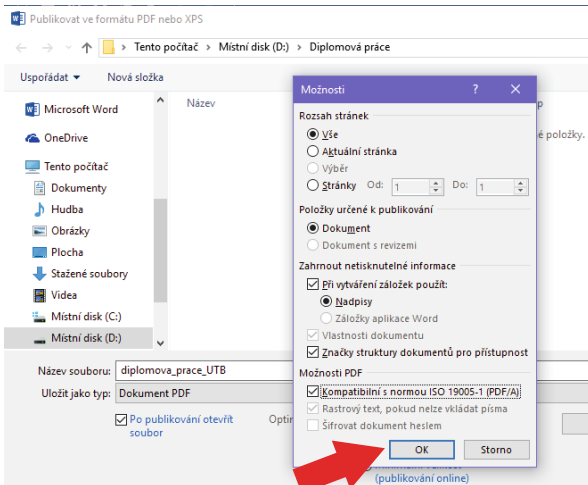 Publikovat ve formátu PDF nebo XPS
Tento počítač › Místní disk (D:) › Diplomová práce
Uspořádat Nová složka
Microsoft Word
OneDrive
Tento počítač
Dokumenty
Hudba
Obrázky
Plocha
Stažené soubory
Videa
Místní disk (C:)
Místní disk (D:)
Název
p
é položky.
Možnosti ?
Rozsah stránek
Vše
Aktuální stránka
Výběr
Stránky Od: 1 Do: 1
Položky určené k publikování
Dokument
Dokument s revizemi
Zahrnout netisknutelné informace
Při vytváření záložek použít:
Nadpisy
Záložky aplikace Word
Vlastnosti dokumentu
Značky struktury dokumentů pro přístupnost
Možnosti PDF
Kompatibilní s normou ISO 19005-1 (PDF/A)
Rastrový text, pokud nelze vkládat písma
Šifrovat dokument heslem
OK Storno
Název souboru: diplomova_prace_UTB
Uložit jako typ: Dokument PDF
Po publikování otevřít
soubor
Optir
(publikování online)